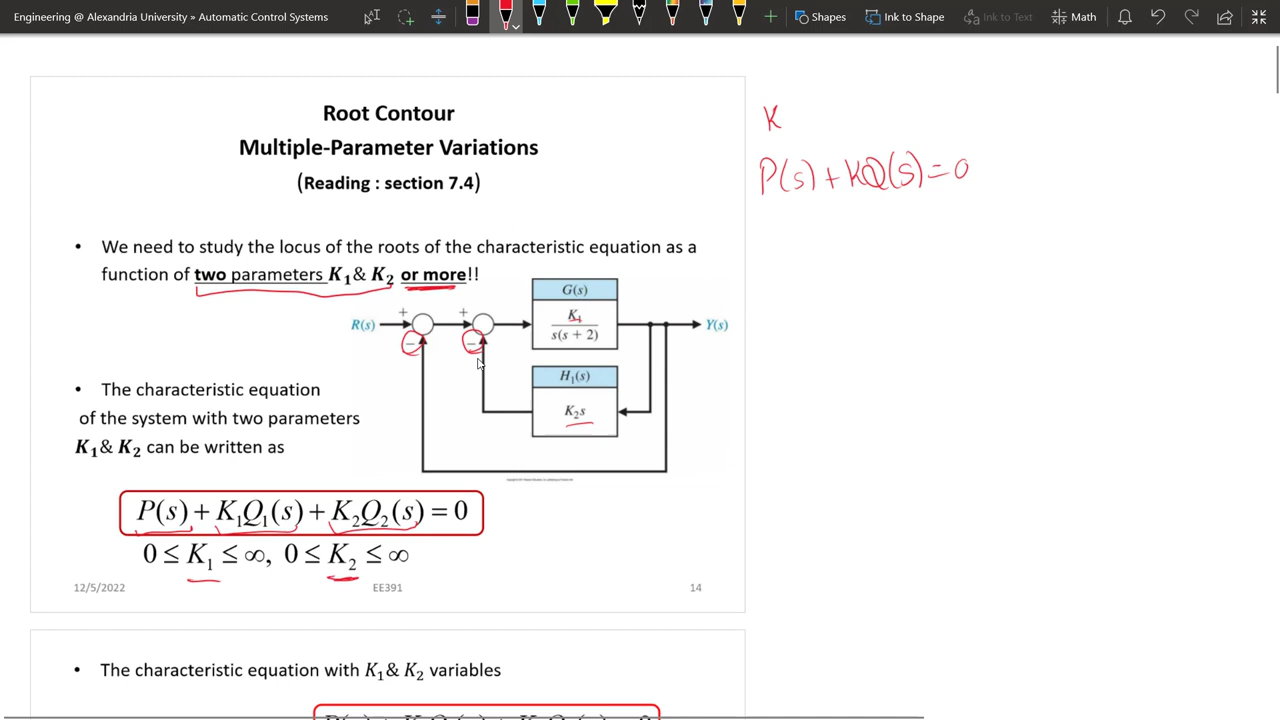 Engineering @ Alexandria University » Automatic Control Systems
Shapes
Ink to Shape
Ink to Text
Math
Root Contour
Multiple-Parameter Variations
(Reading : section 7.4)
K
P(s) + KQ(s) = 0
• We need to study the locus of the roots of the characteristic equation as a
function of two parameters K₁& K₂ or more!!
G(s)
K₁
s(s + 2)
R(s)
+
−
+
−
Y(s)
H₁(s)
K₂s
• The characteristic equation
of the system with two parameters
K₁& K₂ can be written as
P(s) + K₁Q₁(s) + K₂Q₂(s) = 0
0 ≤ K₁ ≤ ∞, 0 ≤ K₂ ≤ ∞
12/5/2022
EE391
14
• The characteristic equation with K₁& K₂ variables